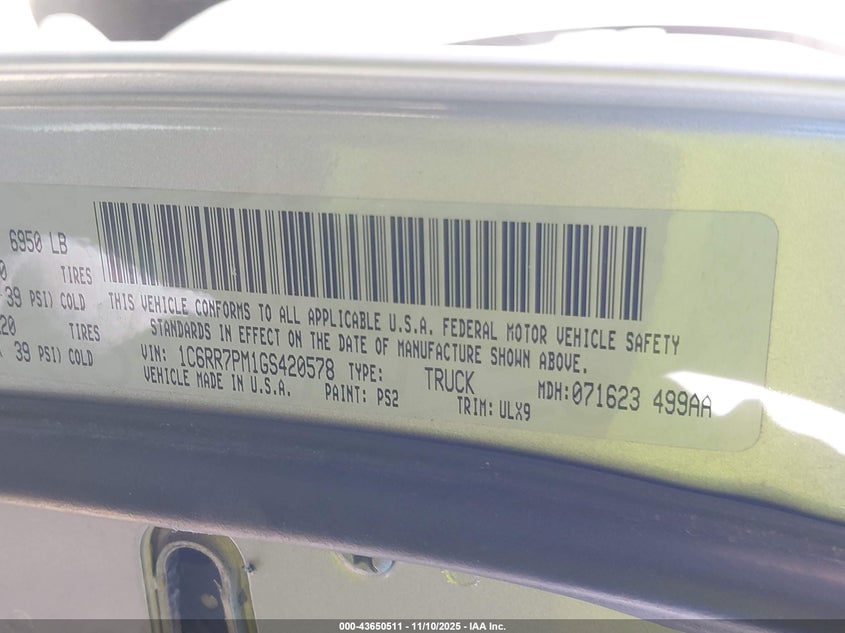 6950 LB
0 TIRES
39 PSI) COLD
20 TIRES
39 PSI) COLD
THIS VEHICLE CONFORMS TO ALL APPLICABLE U.S.A. FEDERAL MOTOR VEHICLE SAFETY
STANDARDS IN EFFECT ON THE DATE OF MANUFACTURE SHOWN ABOVE.
VIN: 1C6RR7PM1GS420578 TYPE: TRUCK MDH:071623 499AA
VEHICLE MADE IN U.S.A. PAINT: PS2 TRIM: ULX9
000-43650511 - 11/10/2025 - IAA Inc.